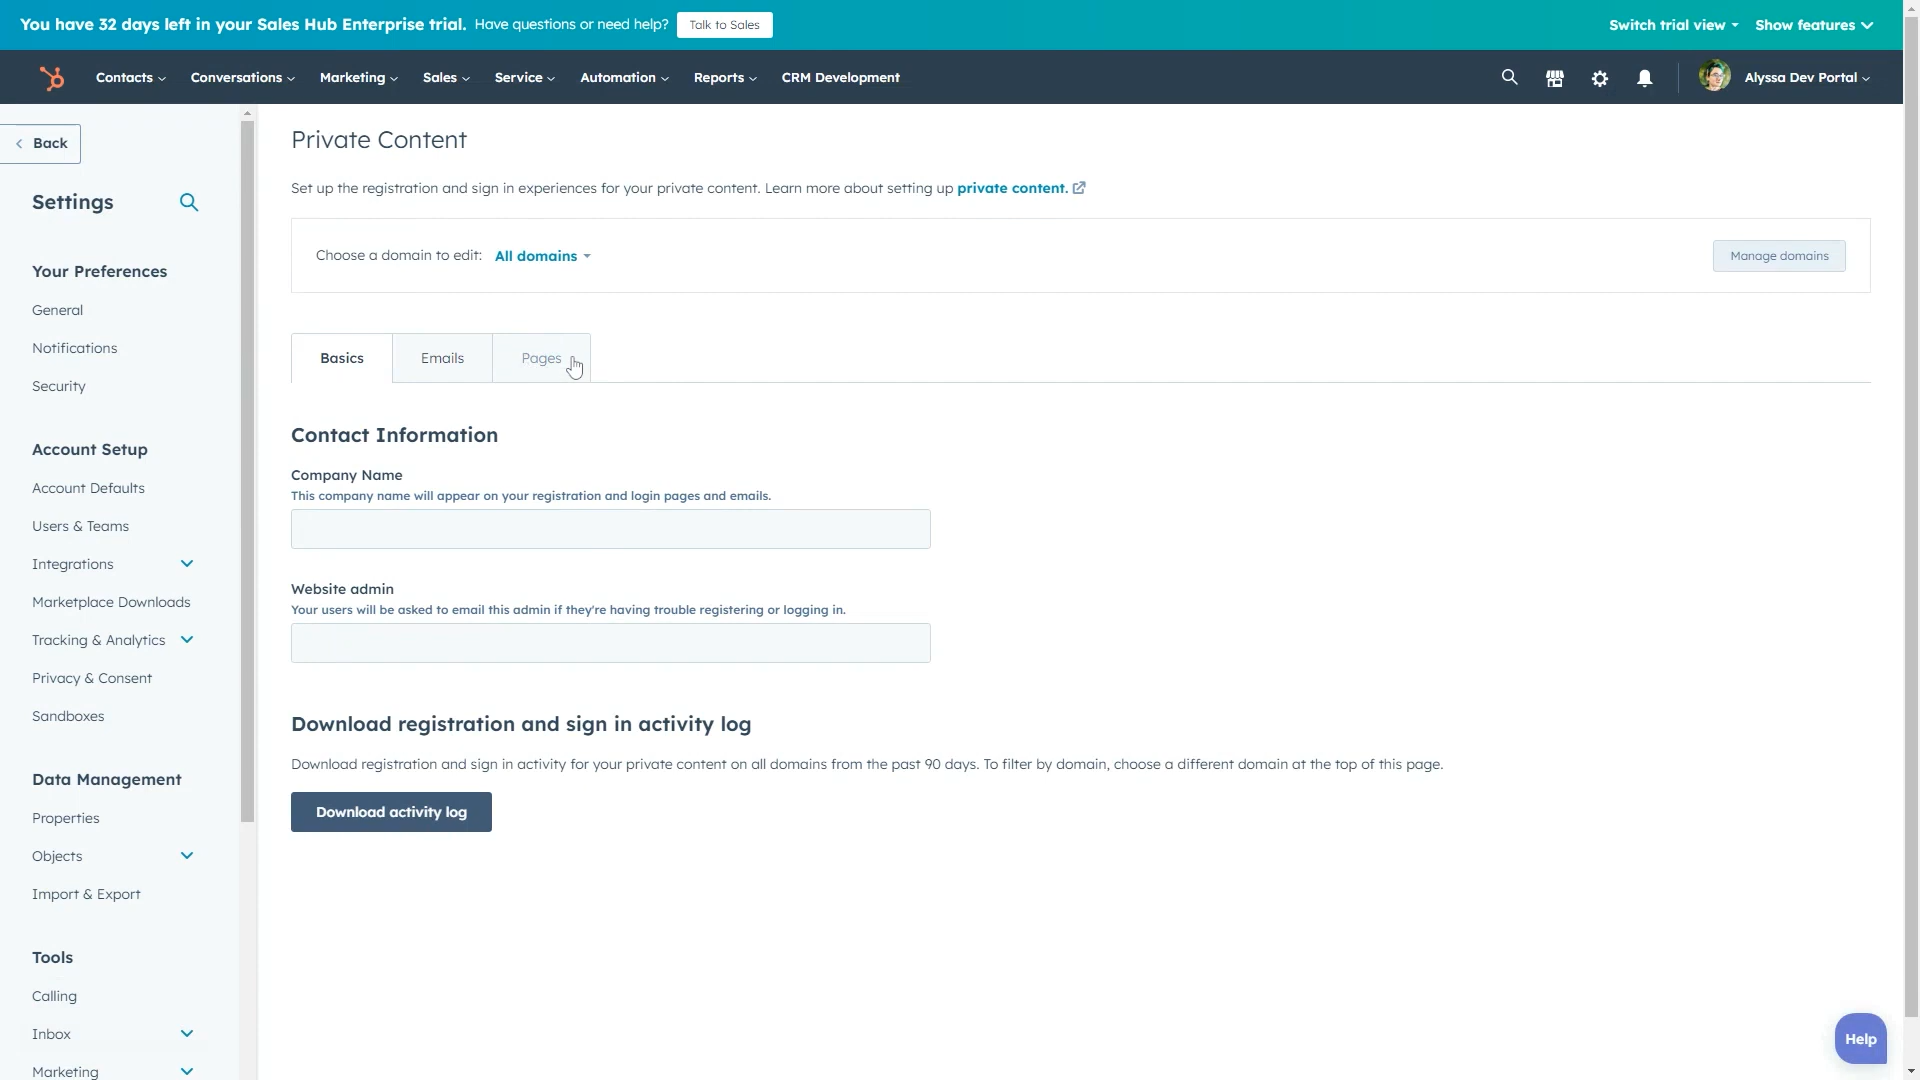 You have 32 days left in your Sales Hub Enterprise trial. Have questions or need help? Talk to Sales Switch trial view Show features
Contacts Conversations Marketing Sales Service Automation Reports CRM Development Alyssa Dev Portal
Back
Settings
Your Preferences
General
Notifications
Security
Account Setup
Account Defaults
Users & Teams
Integrations
Marketplace Downloads
Tracking & Analytics
Privacy & Consent
Sandboxes
Data Management
Properties
Objects
Import & Export
Tools
Calling
Inbox
Marketing
Private Content
Set up the registration and sign in experiences for your private content. Learn more about setting up private content.
Choose a domain to edit: All domains Manage domains
Basics Emails Pages
Contact Information
Company Name
This company name will appear on your registration and login pages and emails.
Website admin
Your users will be asked to email this admin if they're having trouble registering or logging in.
Download registration and sign in activity log
Download registration and sign in activity for your private content on all domains from the past 90 days. To filter by domain, choose a different domain at the top of this page.
Download activity log
Help